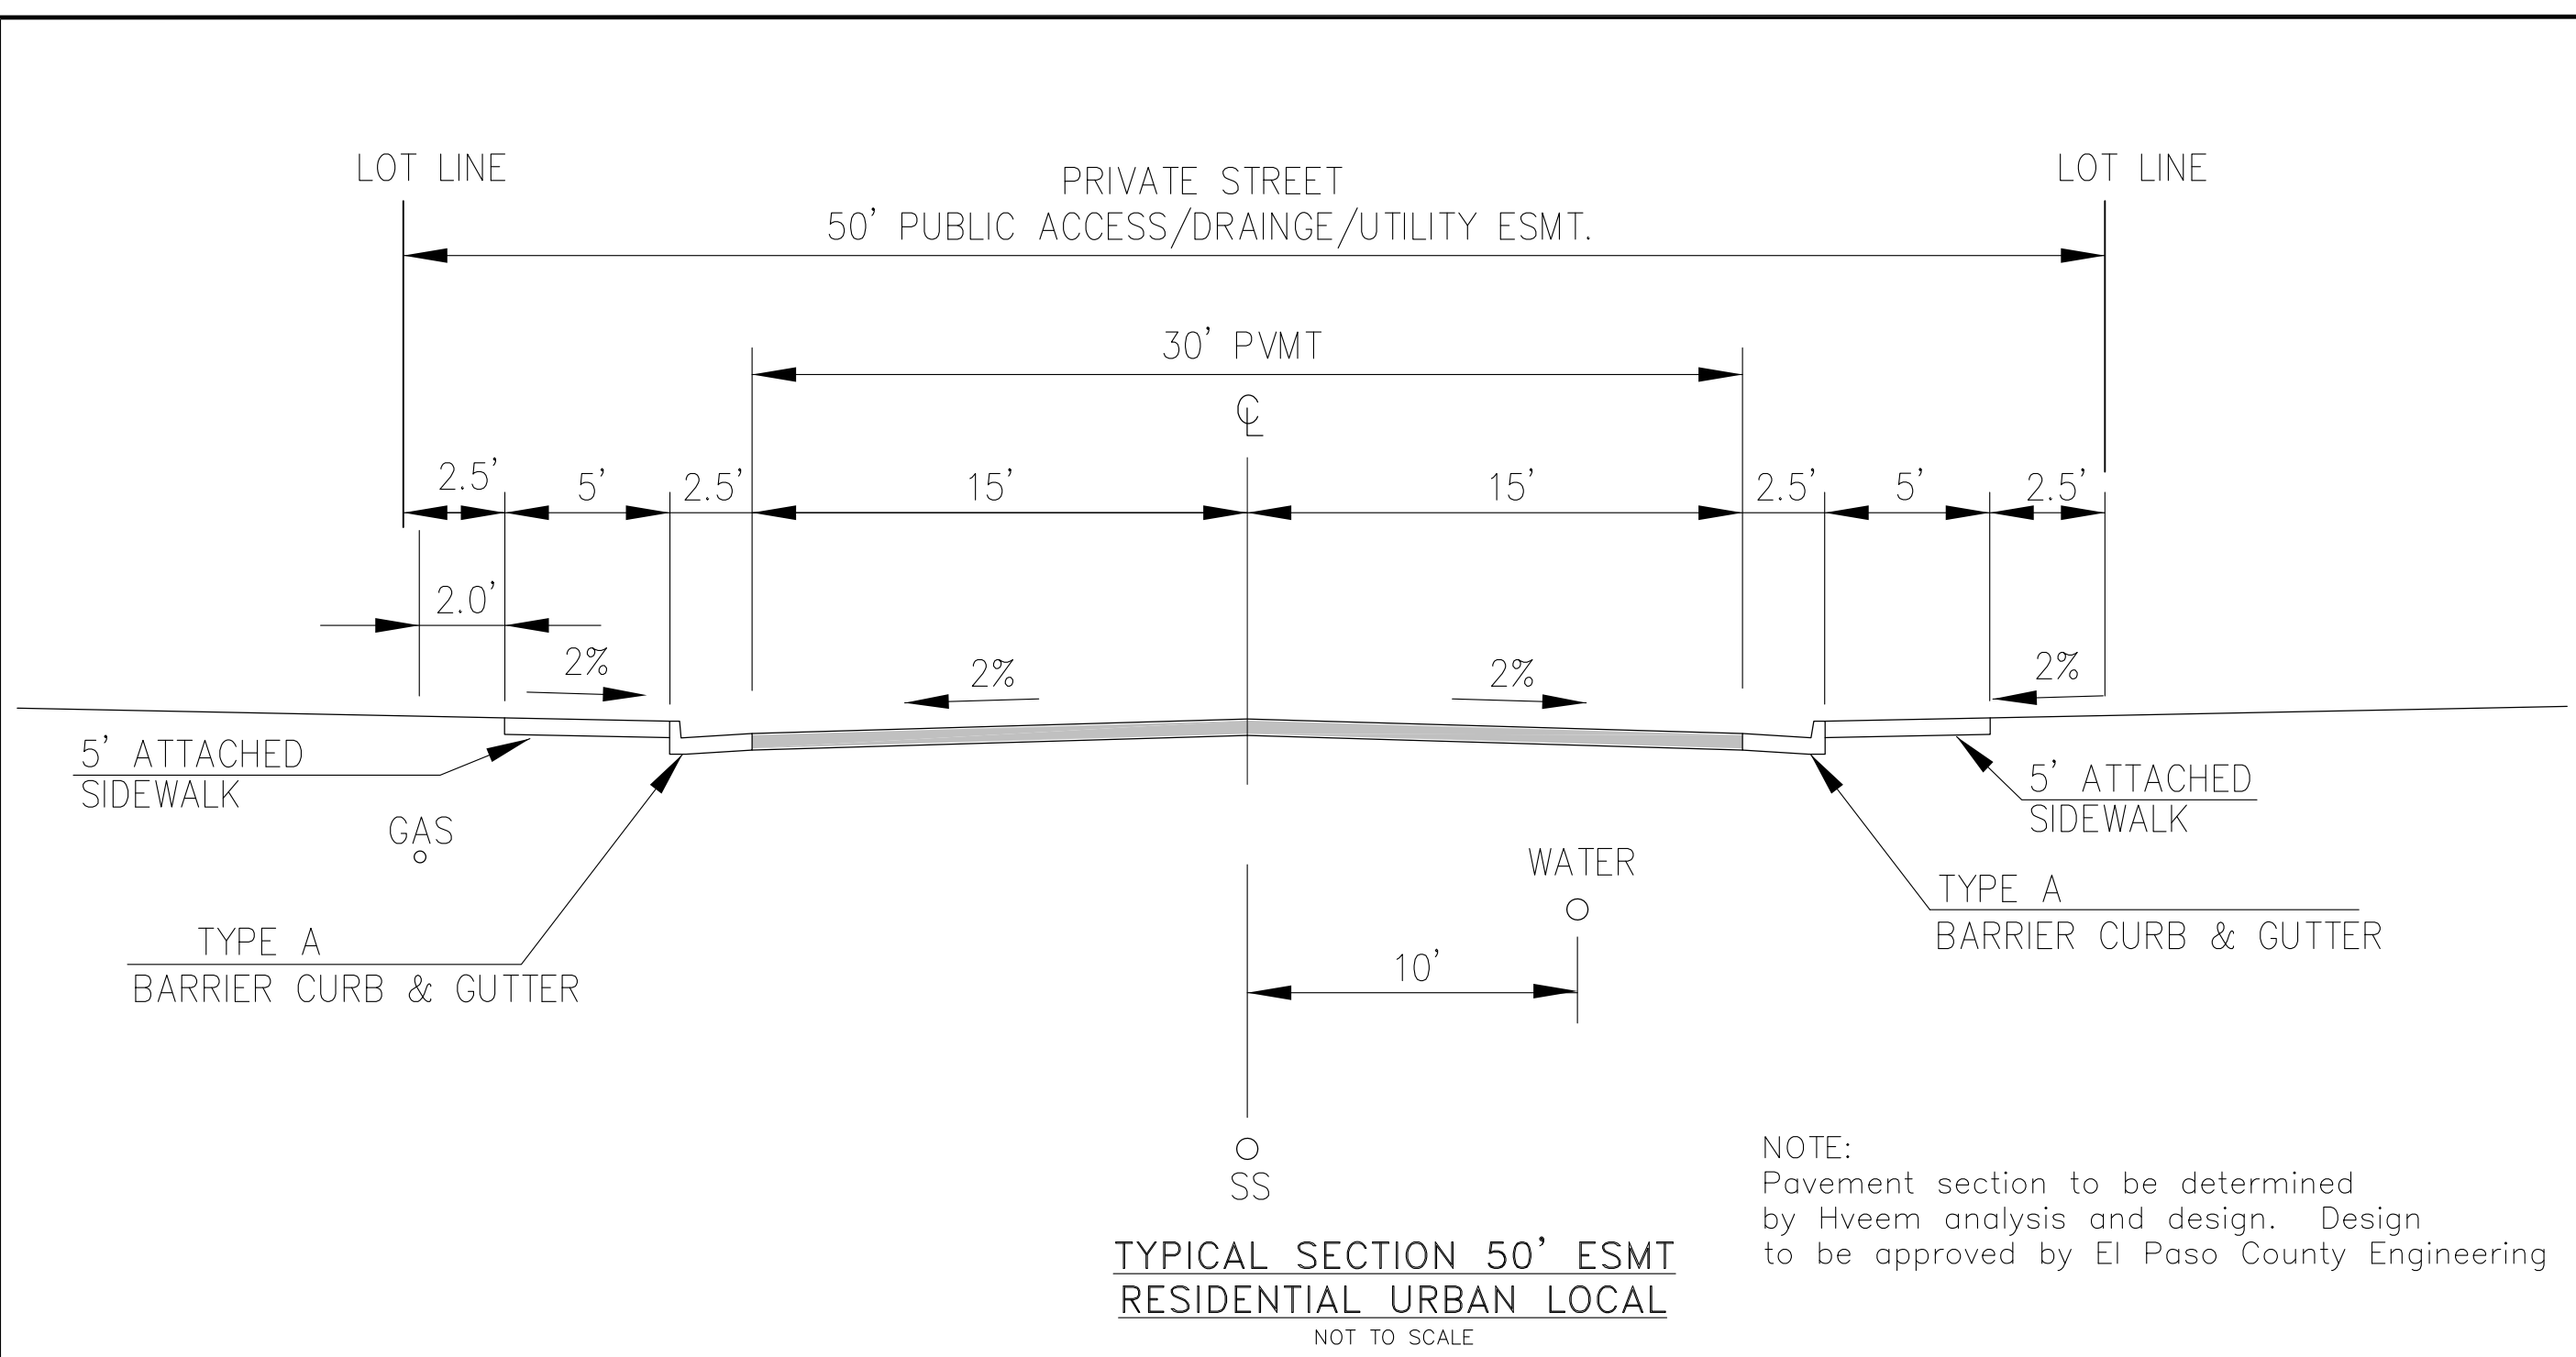 LOT LINE
LOT LINE
PRIVATE STREET
50' PUBLIC ACCESS/DRAINGE/UTILITY ESMT.
30' PVMT
℄
2.5'
5'
2.5'
15'
15'
2.5'
5'
2.5'
2.0'
2%
2%
2%
2%
5' ATTACHED
SIDEWALK
5' ATTACHED
SIDEWALK
GAS
WATER
TYPE A
BARRIER CURB & GUTTER
TYPE A
BARRIER CURB & GUTTER
10'
SS
NOTE:
Pavement section to be determined
by Hveem analysis and design. Design
to be approved by El Paso County Engineering
TYPICAL SECTION 50' ESMT
RESIDENTIAL URBAN LOCAL
NOT TO SCALE